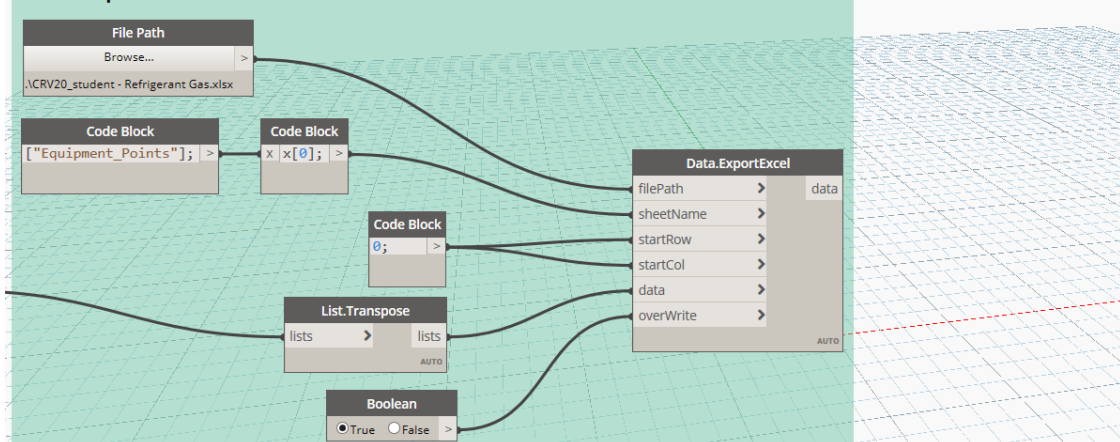 File Path
Browse...
>
.\CRV20_student - Refrigerant Gas.xlsx
Code Block
["Equipment_Points"]; >
Code Block
x x[0]; >
Code Block
0; >
List.Transpose
lists > lists
AUTO
Boolean
True False >
Data.ExportExcel
filePath > data
sheetName >
startRow >
startCol >
data >
overWrite >
AUTO